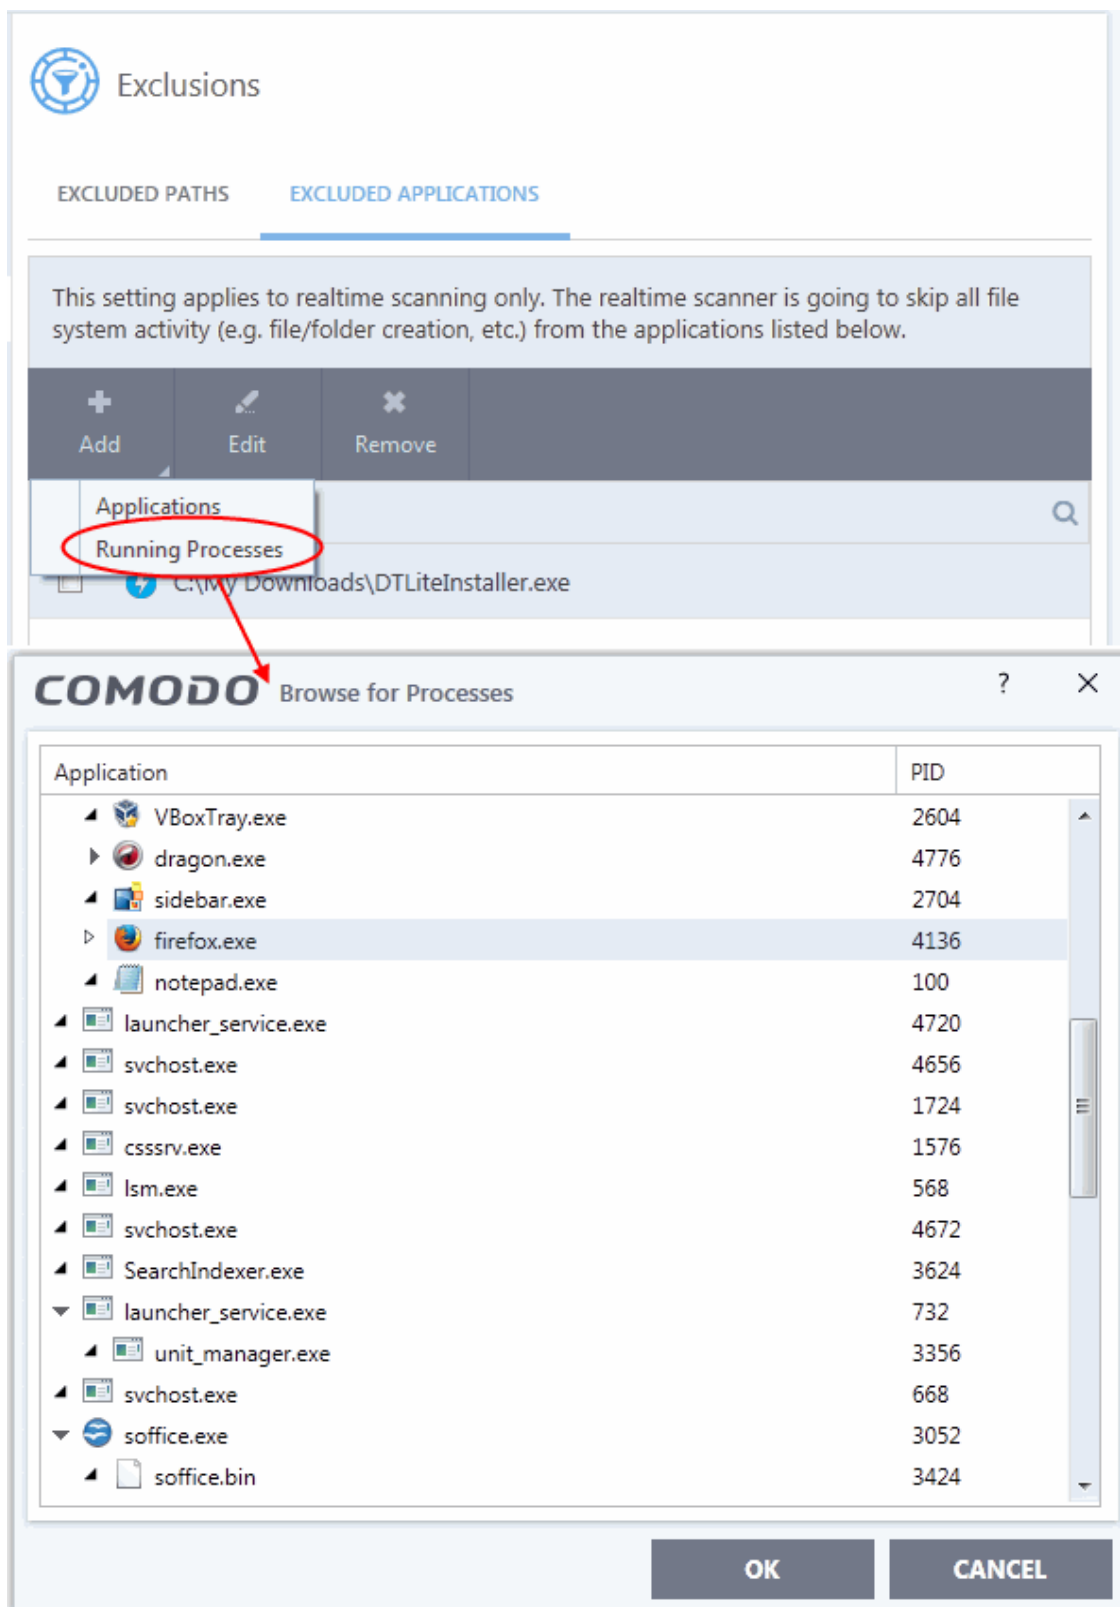 Exclusions
EXCLUDED PATHS EXCLUDED APPLICATIONS
This setting applies to realtime scanning only. The realtime scanner is going to skip all file
system activity (e.g. file/folder creation, etc.) from the applications listed below.
Add Edit Remove
Applications
Running Processes
C:\My Downloads\DTLiteInstaller.exe
COMODO Browse for Processes ?
Application PID
VBoxTray.exe 2604
dragon.exe 4776
sidebar.exe 2704
firefox.exe 4136
notepad.exe 100
launcher_service.exe 4720
svchost.exe 4656
svchost.exe 1724
csssrv.exe 1576
lsm.exe 568
svchost.exe 4672
SearchIndexer.exe 3624
launcher_service.exe 732
unit_manager.exe 3356
svchost.exe 668
soffice.exe 3052
soffice.bin 3424
OK CANCEL